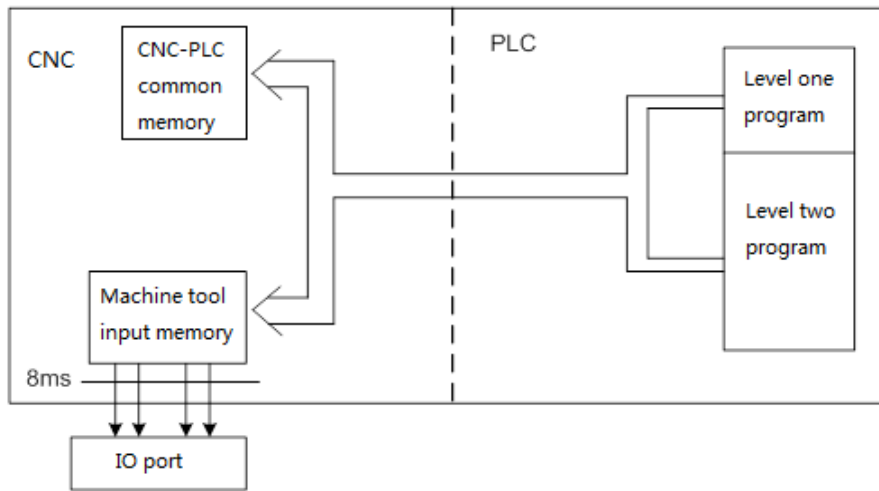 CNC
CNC-PLC
common
memory
PLC
Level one
program
Level two
program
Machine tool
input memory
8ms
IO port